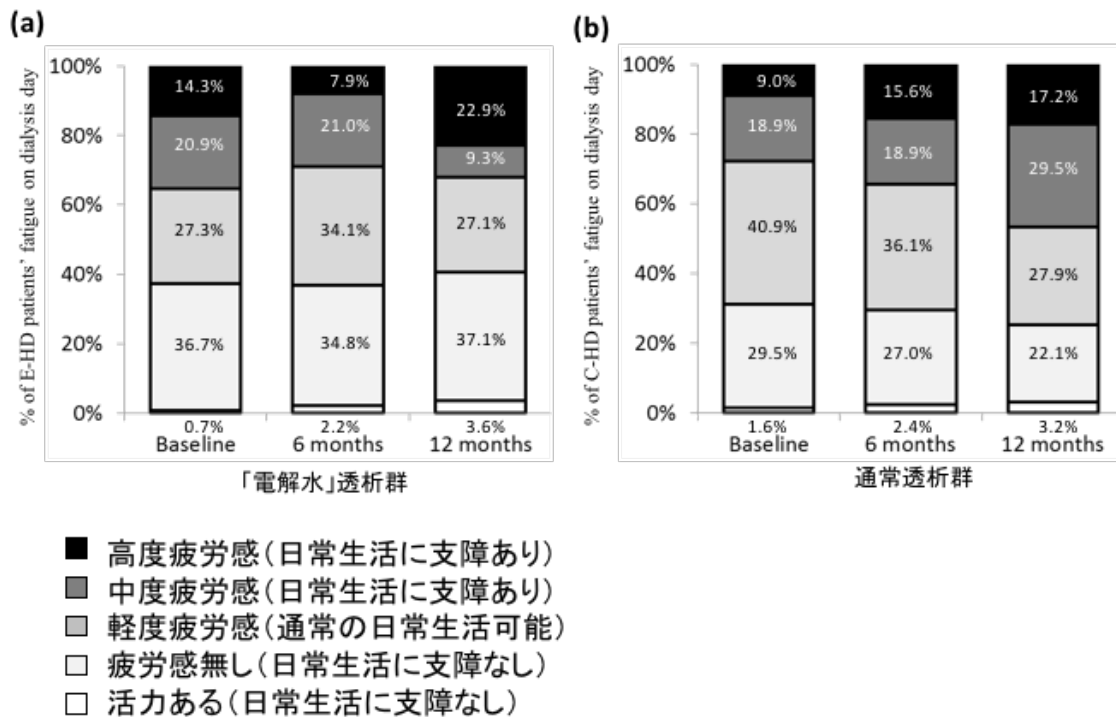 (a)
% of E-HD patients' fatigue on dialysis day
100%
80%
60%
40%
20%
0%
14.3%
20.9%
27.3%
36.7%
0.7%
7.9%
21.0%
34.1%
34.8%
2.2%
22.9%
9.3%
27.1%
37.1%
3.6%
Baseline
6 months
12 months
「電解水」透析群
(b)
% of C-HD patients' fatigue on dialysis day
100%
80%
60%
40%
20%
0%
9.0%
18.9%
40.9%
29.5%
1.6%
15.6%
18.9%
36.1%
27.0%
2.4%
17.2%
29.5%
27.9%
22.1%
3.2%
Baseline
6 months
12 months
通常透析群
高度疲労感(日常生活に支障あり)
中度疲労感(日常生活に支障あり)
軽度疲労感(通常の日常生活可能)
疲労感無し(日常生活に支障なし)
活力ある(日常生活に支障なし)